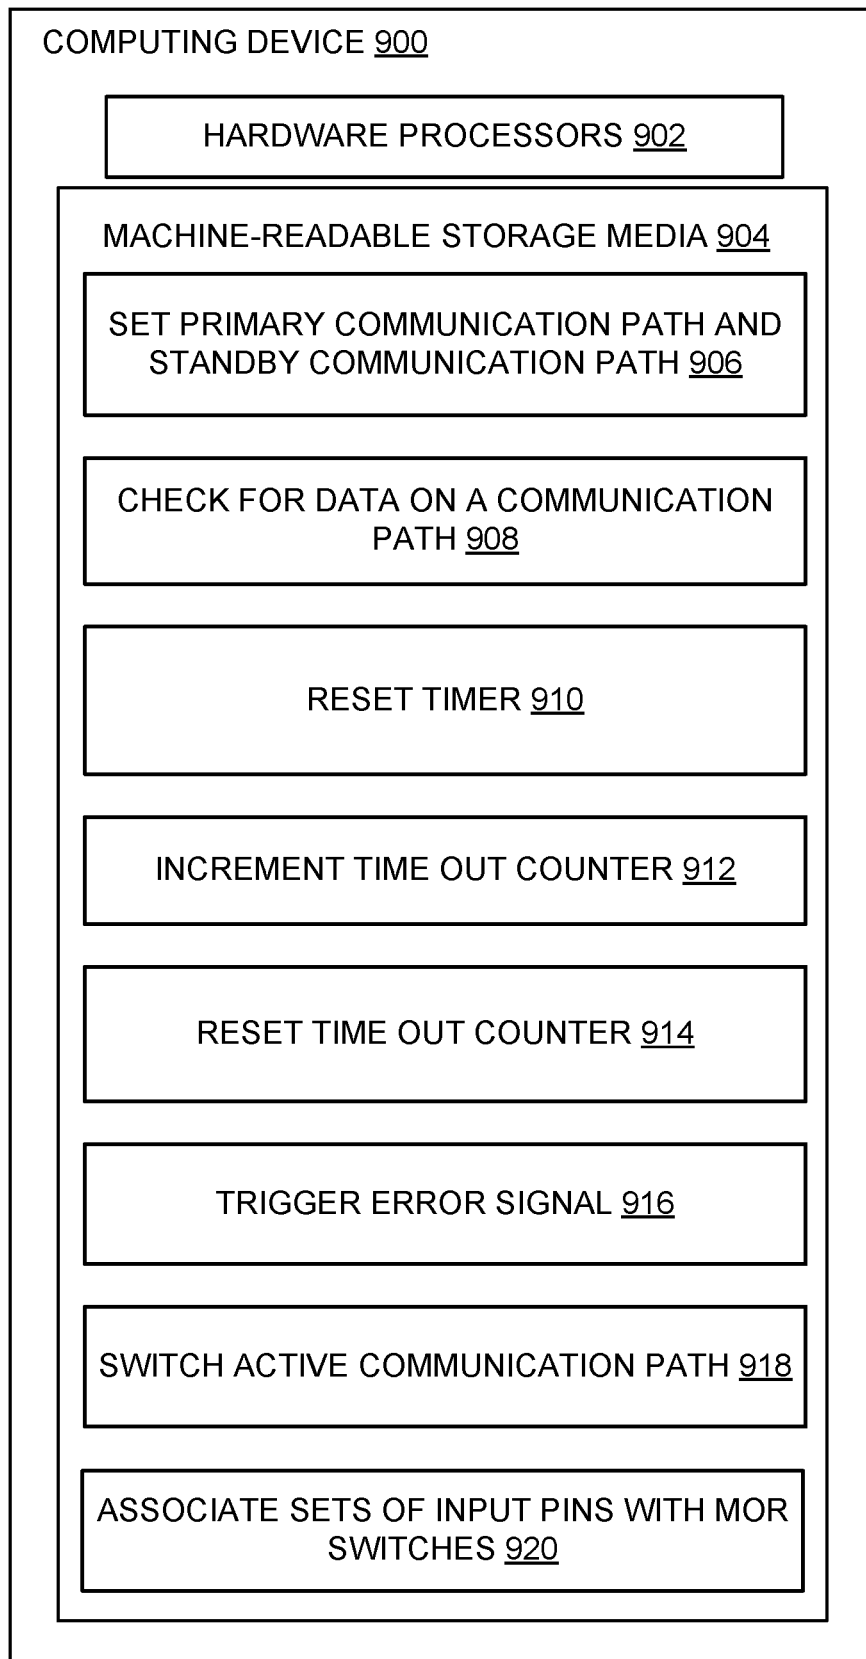 COMPUTING DEVICE 900
HARDWARE PROCESSORS 902
MACHINE-READABLE STORAGE MEDIA 904
SET PRIMARY COMMUNICATION PATH AND
STANDBY COMMUNICATION PATH 906
CHECK FOR DATA ON A COMMUNICATION
PATH 908
RESET TIMER 910
INCREMENT TIME OUT COUNTER 912
RESET TIME OUT COUNTER 914
TRIGGER ERROR SIGNAL 916
SWITCH ACTIVE COMMUNICATION PATH 918
ASSOCIATE SETS OF INPUT PINS WITH MOR
SWITCHES 920